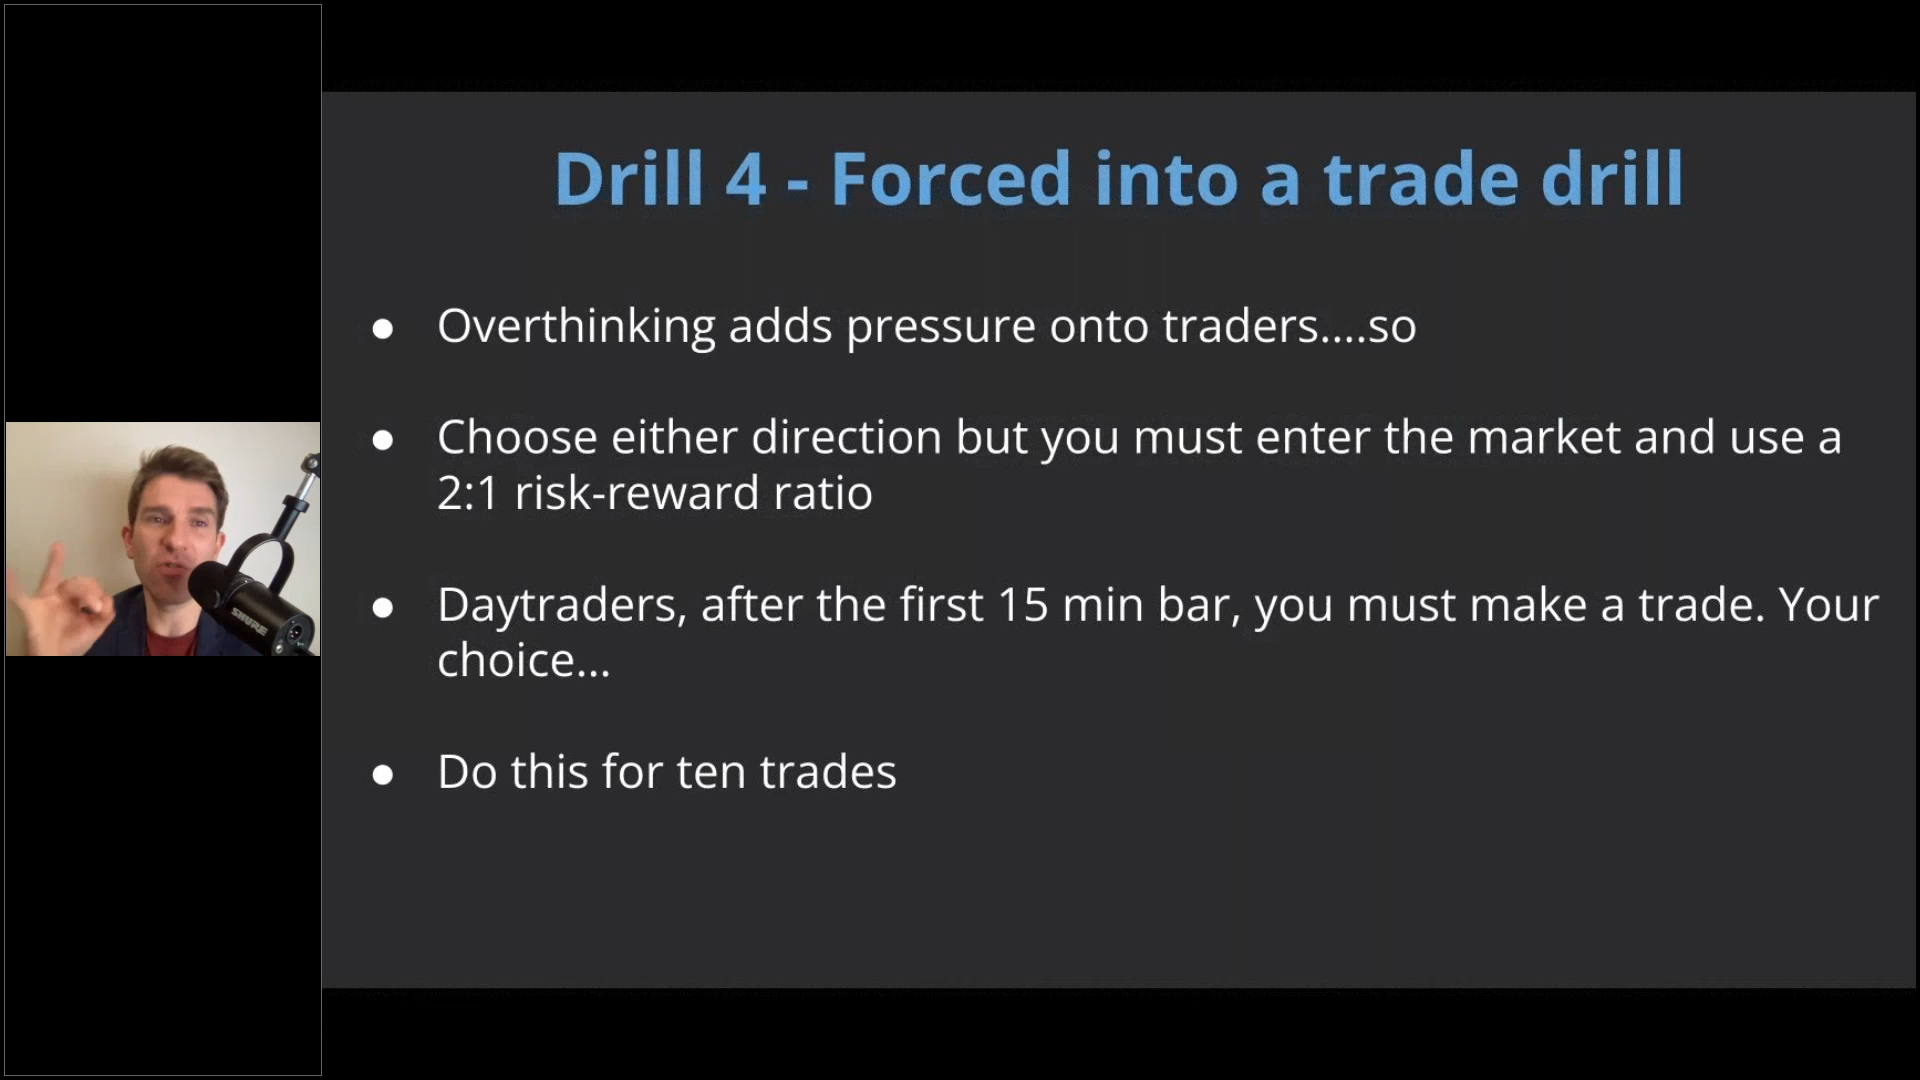 Drill 4 - Forced into a trade drill
● Overthinking adds pressure onto traders....so
● Choose either direction but you must enter the market and use a
2:1 risk-reward ratio
● Daytraders, after the first 15 min bar, you must make a trade. Your
choice...
● Do this for ten trades
SHURE